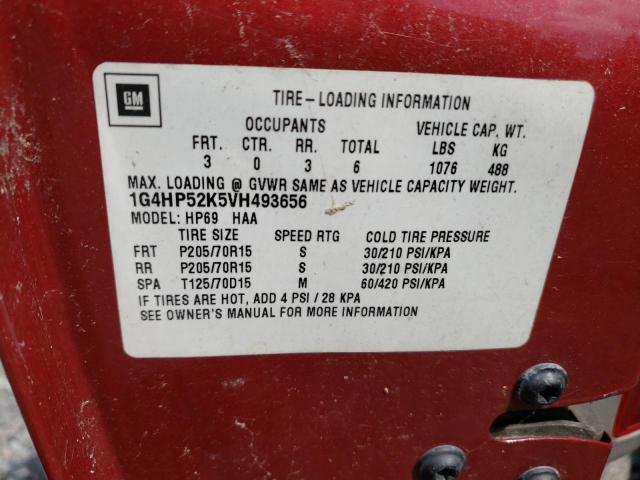 GM
TIRE-LOADING INFORMATION
OCCUPANTS VEHICLE CAP. WT.
FRT. CTR. RR. TOTAL LBS KG
3 0 3 6 1076 488
MAX. LOADING @ GVWR SAME AS VEHICLE CAPACITY WEIGHT.
1G4HP52K5VH493656
MODEL: HP69 HAA
TIRE SIZE SPEED RTG COLD TIRE PRESSURE
FRT P205/70R15 S 30/210 PSI/KPA
RR P205/70R15 S 30/210 PSI/KPA
SPA T125/70D15 M 60/420 PSI/KPA
IF TIRES ARE HOT, ADD 4 PSI / 28 KPA
SEE OWNER'S MANUAL FOR MORE INFORMATION